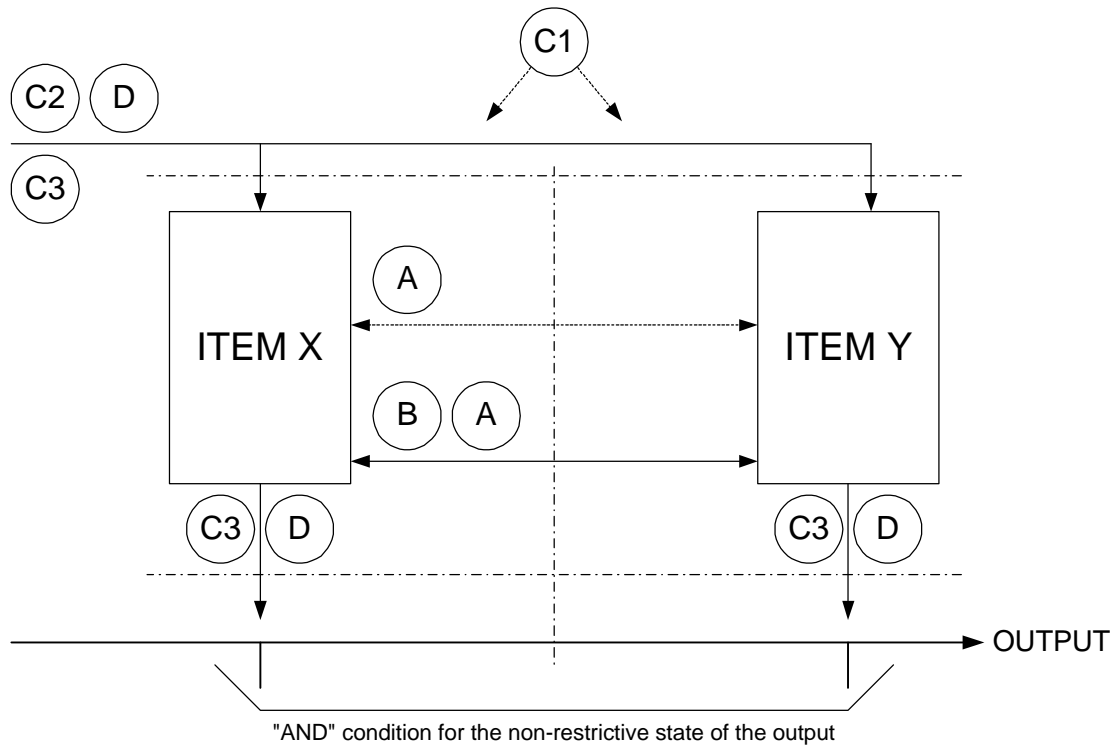 C1
C2 D
C3
A
ITEM X ITEM Y
B A
C3 D C3 D
OUTPUT
"AND" condition for the non-restrictive state of the output